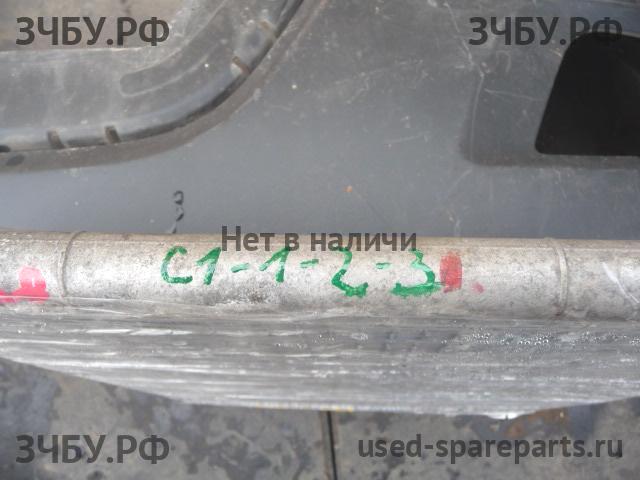 ЗЧБУ.РФ ЗЧБУ.РФ
Нет в наличи
С1-1-2-3
ЗЧБУ.РФ used-spareparts.ru